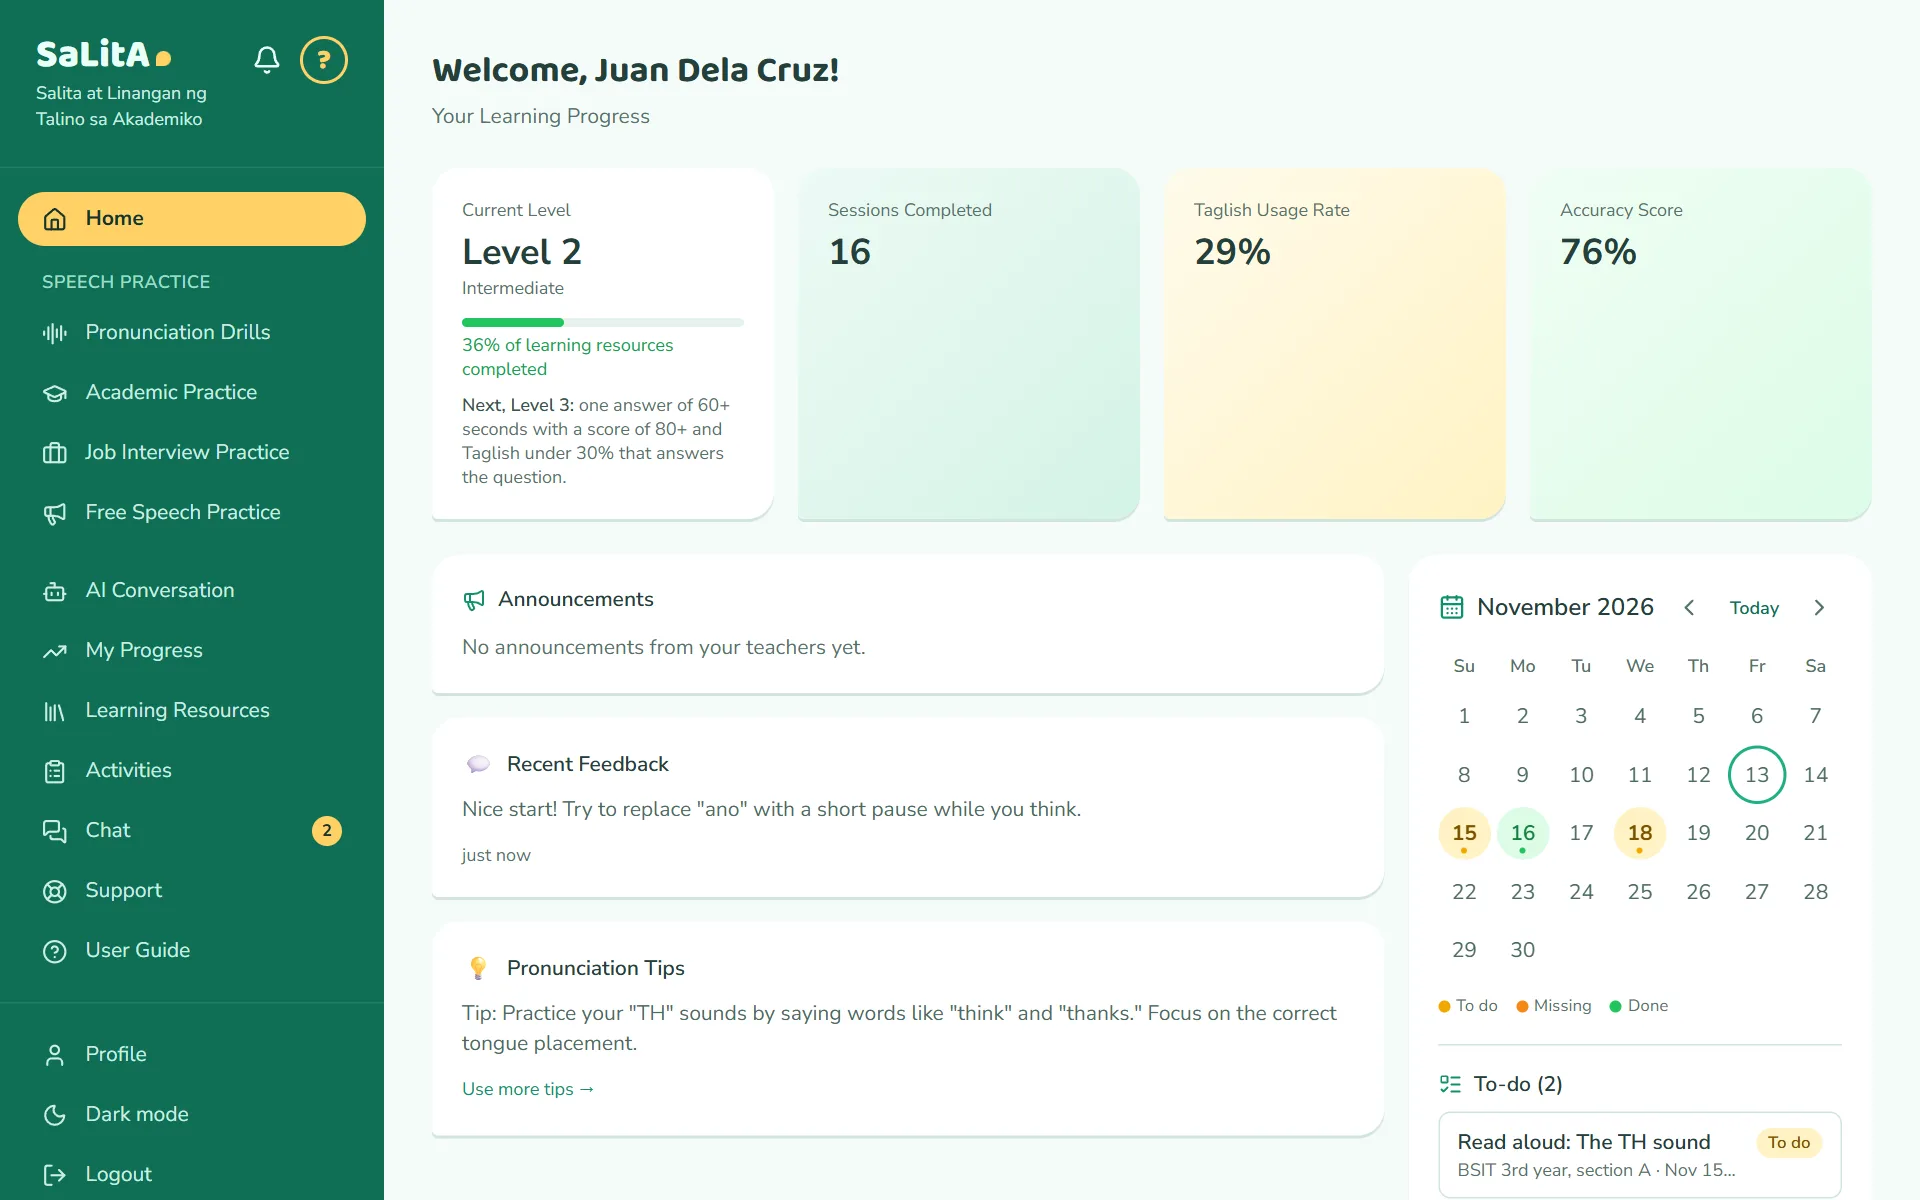 SaLitA
?
Salita at Linangan ng
Talino sa Akademiko
Home
SPEECH PRACTICE
Pronunciation Drills
Academic Practice
Job Interview Practice
Free Speech Practice
AI Conversation
My Progress
Learning Resources
Activities
Chat 2
Support
User Guide
Profile
Dark mode
Logout
Welcome, Juan Dela Cruz!
Your Learning Progress
Current Level
Level 2
Intermediate
36% of learning resources
completed
Next, Level 3: one answer of 60+
seconds with a score of 80+ and
Taglish under 30% that answers
the question.
Sessions Completed
16
Taglish Usage Rate
29%
Accuracy Score
76%
Announcements
No announcements from your teachers yet.
Recent Feedback
Nice start! Try to replace "ano" with a short pause while you think.
just now
Pronunciation Tips
Tip: Practice your "TH" sounds by saying words like "think" and "thanks." Focus on the correct
tongue placement.
Use more tips →
November 2026 Today
Su Mo Tu We Th Fr Sa
1 2 3 4 5 6 7
8 9 10 11 12 13 14
15 16 17 18 19 20 21
22 23 24 25 26 27 28
29 30
To do Missing Done
To-do (2)
Read aloud: The TH sound To do
BSIT 3rd year, section A · Nov 15...